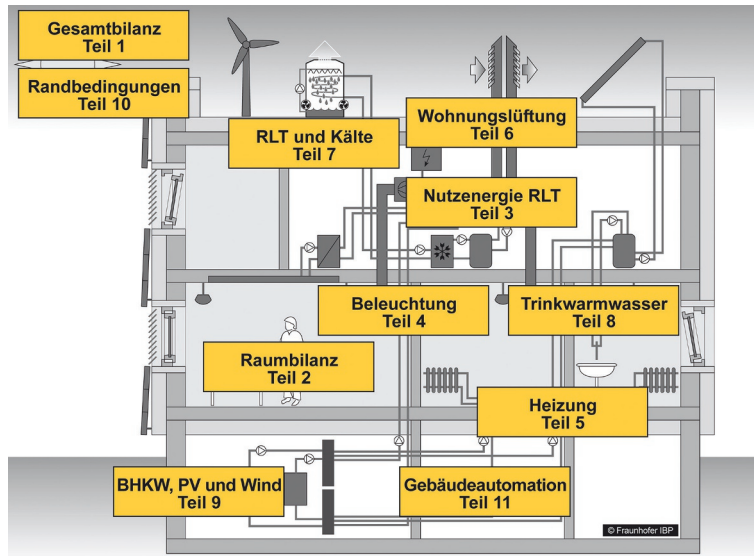 Gesamtbilanz
Teil 1
Randbedingungen
Teil 10
RLT und Kälte
Teil 7
Wohnungslüftung
Teil 6
Nutzenergie RLT
Teil 3
Beleuchtung
Teil 4
Trinkwarmwasser
Teil 8
Raumbilanz
Teil 2
Heizung
Teil 5
BHKW, PV und Wind
Teil 9
Gebäudeautomation
Teil 11
© Fraunhofer IBP